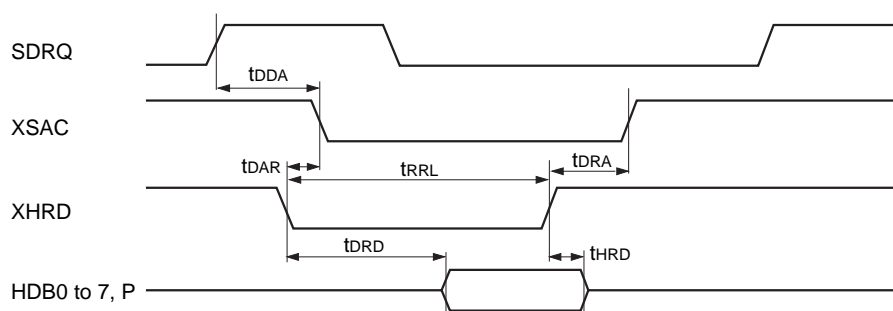 SDRQ
tDDA
XSAC
tDAR
tRRL
tDRA
XHRD
tDRD
tHRD
HDB0 to 7, P